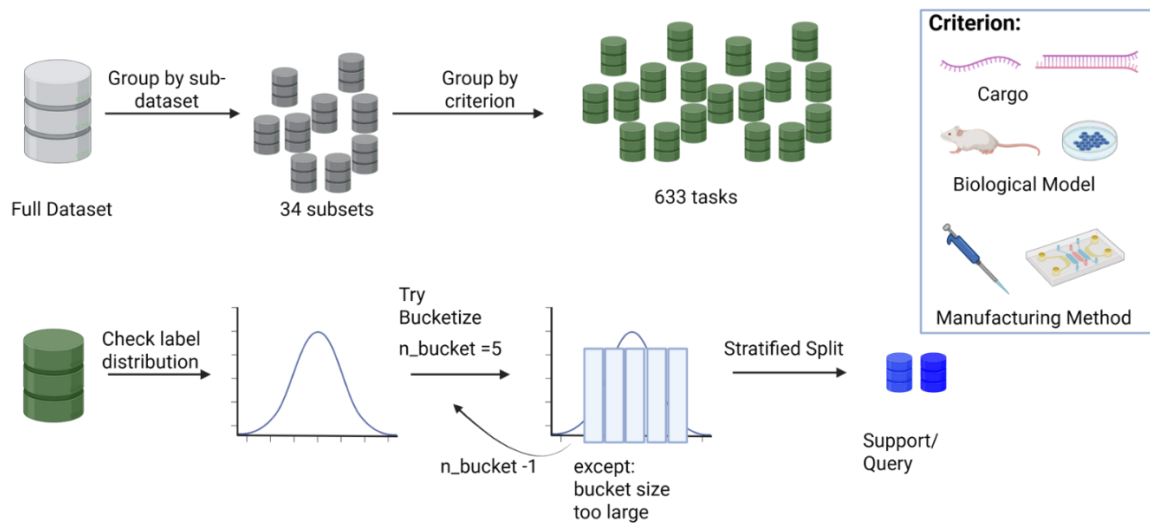 Full Dataset
Group by sub-
dataset
34 subsets
Group by
criterion
633 tasks
Criterion:
Cargo
Biological Model
Manufacturing Method
Check label
distribution
Try
Bucketize
n_bucket =5
n_bucket -1
except:
bucket size
too large
Stratified Split
Support/
Query